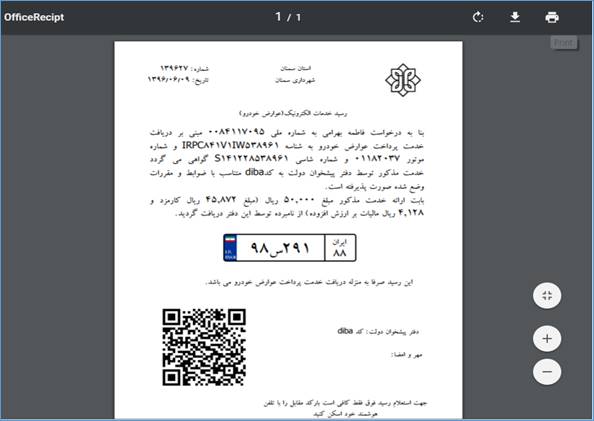 OfficeRecipt
1 / 1
Print
استان سمنان
شهرداری سمنان
شماره: ۱۳۹۶۲۷
تاریخ: ۱۳۹۶/۰۶/۰۹
رسید خدمات الکترونیک(عوارض خودرو)
بنا به درخواست فاطمه بهرامی به شماره ملی ۰۰۸۴۱۱۷۰۹۵ مبنی بر دریافت
خدمت پرداخت عوارض خودرو به شناسه IRPC۸۴۱V۱IW۵۳۸۹۶۱ و شماره
موتور ۰۱۱۸۲۰۳۷ و شماره شاسی S۱۴۱۲۲۸۵۳۸۹۶۱ گواهی می گردد
خدمت مذکور توسط دفتر پیشخوان دولت به کدdiba متناسب با ضوابط و مقررات
وضع شده صورت پذیرفته است.
بابت ارائه خدمت مذکور مبلغ ۵۰,۰۰۰ ریال (مبلغ ۴۵,۸۷۲ ریال کارمزد و
۴,۱۲۸ ریال مالیات بر ارزش افزوده) از نامبرده توسط این دفتر دریافت گردید.
ایران
۸۸
۲۹۱س۹۸
این رسید صرفا به منزله دریافت خدمت پرداخت عوارض خودرو می باشد.
دفتر پیشخوان دولت: کد diba
مهر و امضا:
جهت استعلام رسید فوق فقط کافی است بارکد مقابل را با تلفن
هوشمند خود اسکن کنید